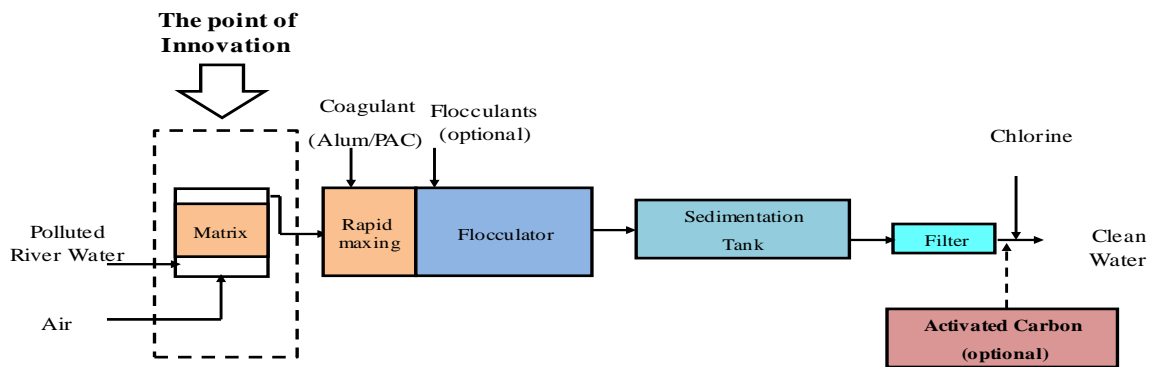 The point of
Innovation
Coagulant
(Alum/PAC)
Flocculants
(optional)
Chlorine
Polluted
River Water
Air
Matrix
Rapid
maxing
Flocculator
Sedimentation
Tank
Filter
Clean
Water
Activated Carbon
(optional)